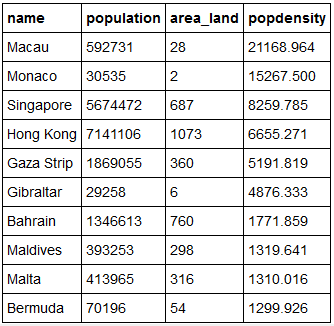 name population area_land popdensity
Macau 592731 28 21168.964
Monaco 30535 2 15267.500
Singapore 5674472 687 8259.785
Hong Kong 7141106 1073 6655.271
Gaza Strip 1869055 360 5191.819
Gibraltar 29258 6 4876.333
Bahrain 1346613 760 1771.859
Maldives 393253 298 1319.641
Malta 413965 316 1310.016
Bermuda 70196 54 1299.926